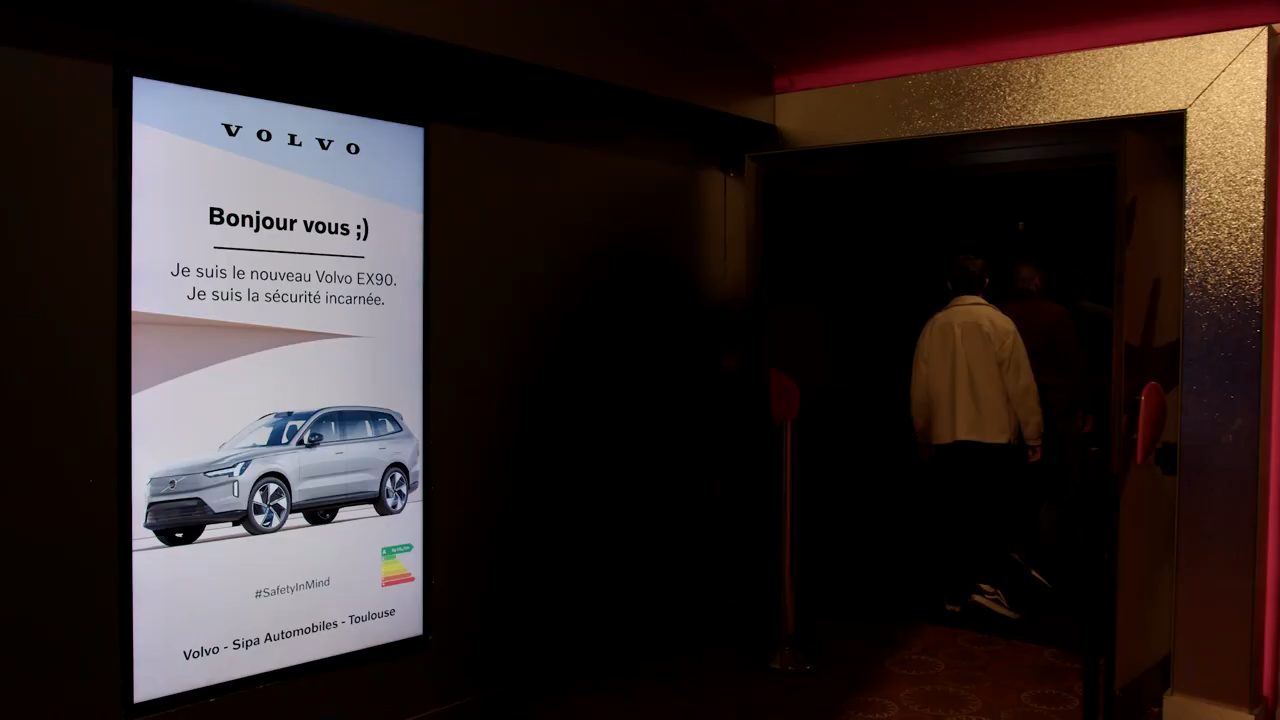 VOLVO
Bonjour vous ;)
Je suis le nouveau Volvo EX90.
Je suis la sécurité incarnée.
#SafetyInMind
Volvo - Sipa Automobiles - Toulouse